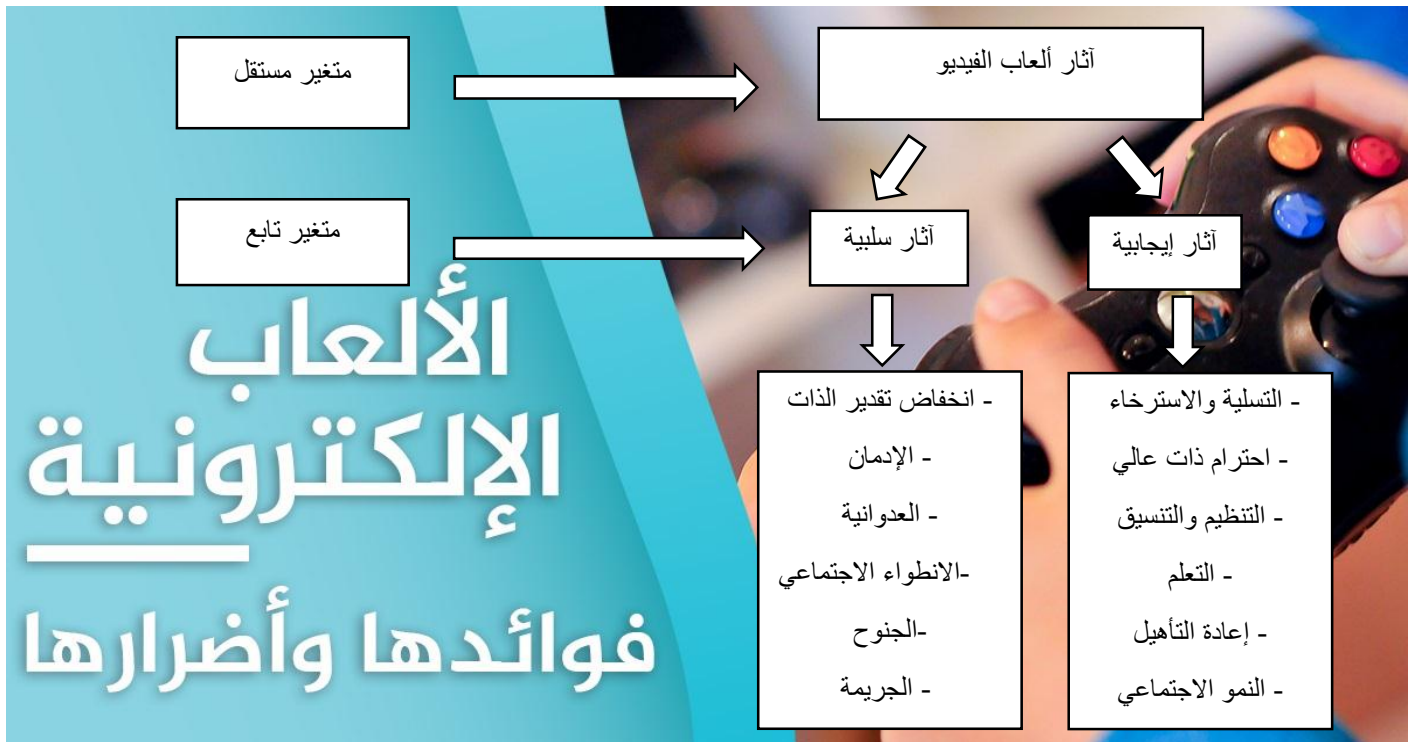 آثار ألعاب الفيديو
متغير مستقل
آثار إيجابية
آثار سلبية
متغير تابع
- التسلية والاسترخاء
- احترام ذات عالي
- التنظيم والتنسيق
- التعلم
- إعادة التأهيل
- النمو الاجتماعي
- انخفاض تقدير الذات
- الإدمان
- العدوانية
-الانطواء الاجتماعي
-الجنوح
- الجريمة
الألعاب
الإلكترونية
فوائدها وأضرارها